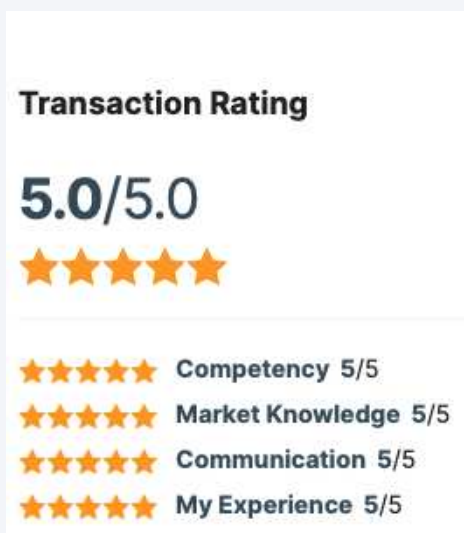 Transaction Rating
5.0/5.0
Competency 5/5
Market Knowledge 5/5
Communication 5/5
My Experience 5/5